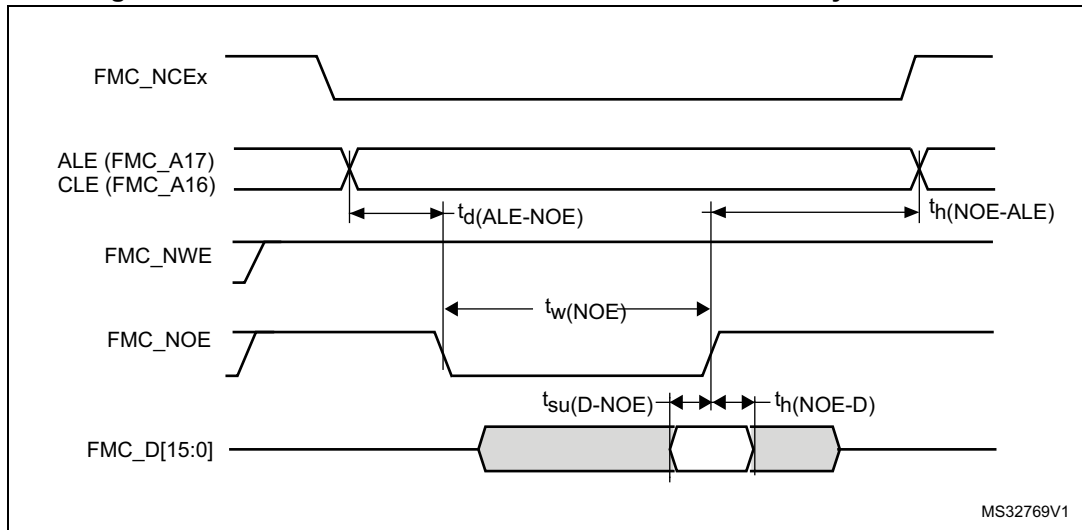 FMC_NCEx
ALE (FMC_A17)
CLE (FMC_A16)
td(ALE-NOE)
th(NOE-ALE)
FMC_NWE
tw(NOE)
FMC_NOE
tsu(D-NOE)
th(NOE-D)
FMC_D[15:0]
MS32769V1